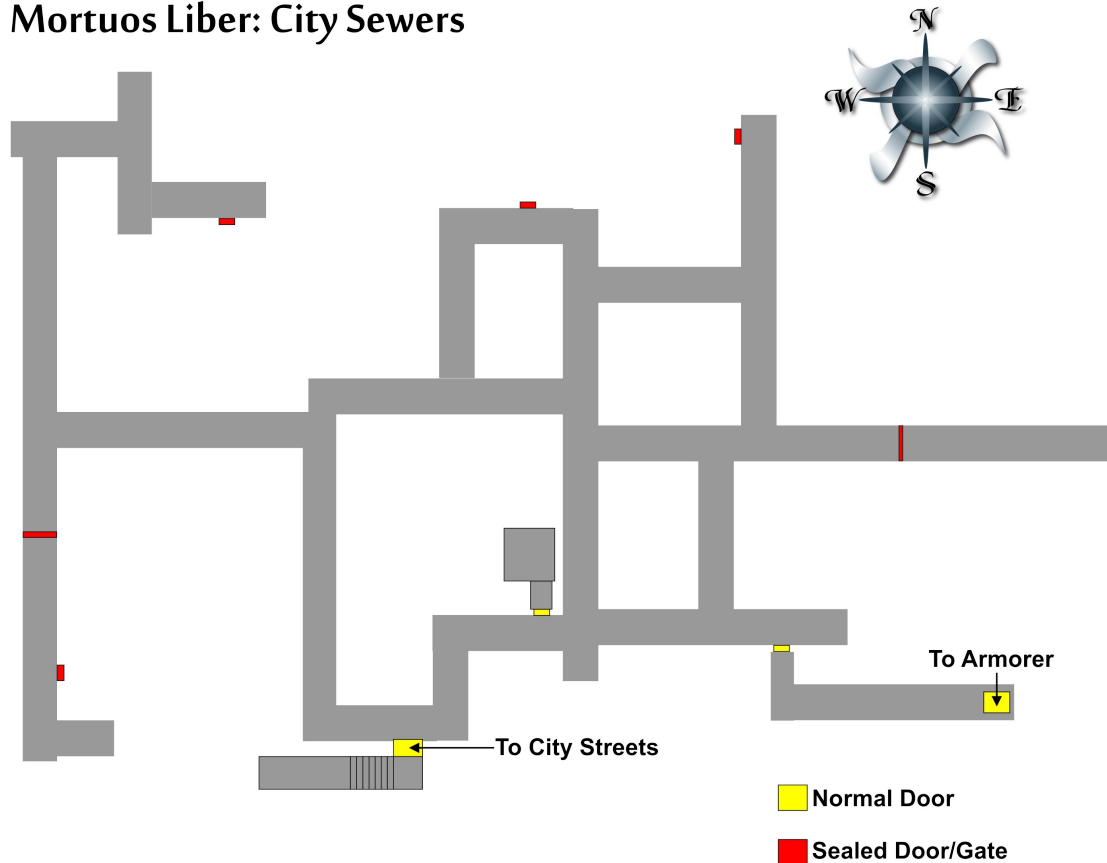 Mortuos Liber: City Sewers
N
W
E
S
To Armorer
To City Streets
Normal Door
Sealed Door/Gate